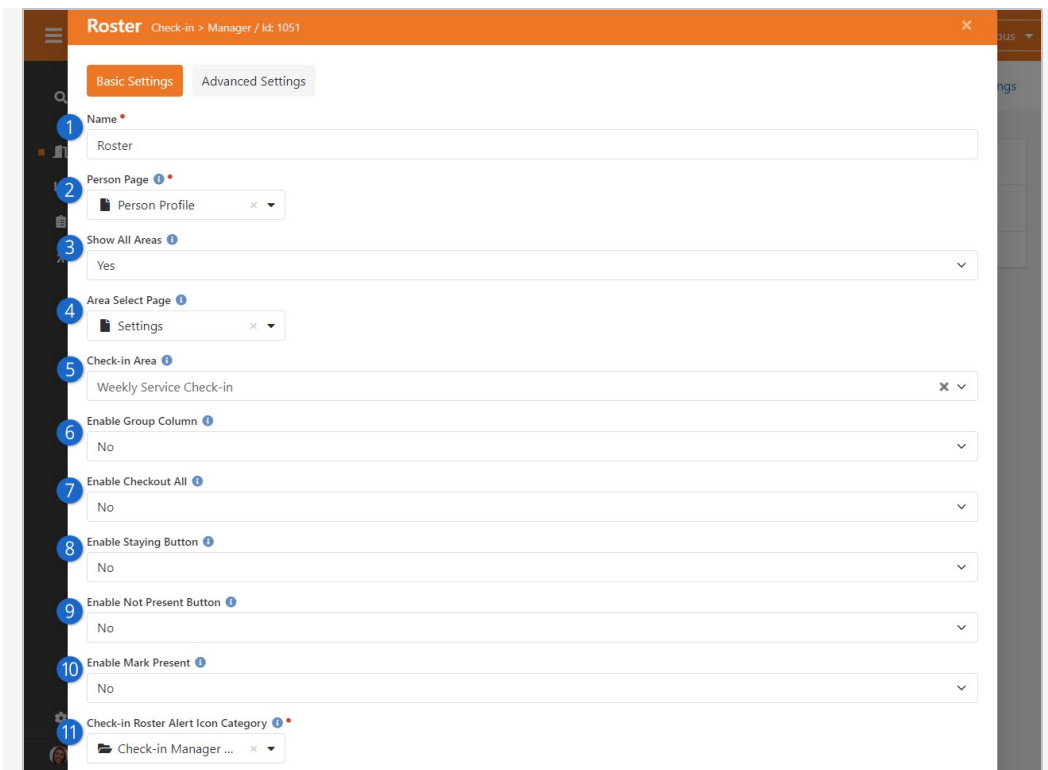 Roster Check-in > Manager / Id: 1051
ous
Basic Settings Advanced Settings
ngs
1 Name
Roster
2 Person Page
Person Profile
3 Show All Areas
Yes
4 Area Select Page
Settings
5 Check-in Area
Weekly Service Check-in
6 Enable Group Column
No
7 Enable Checkout All
No
8 Enable Staying Button
No
9 Enable Not Present Button
No
10 Enable Mark Present
No
11 Check-in Roster Alert Icon Category
Check-in Manager ...